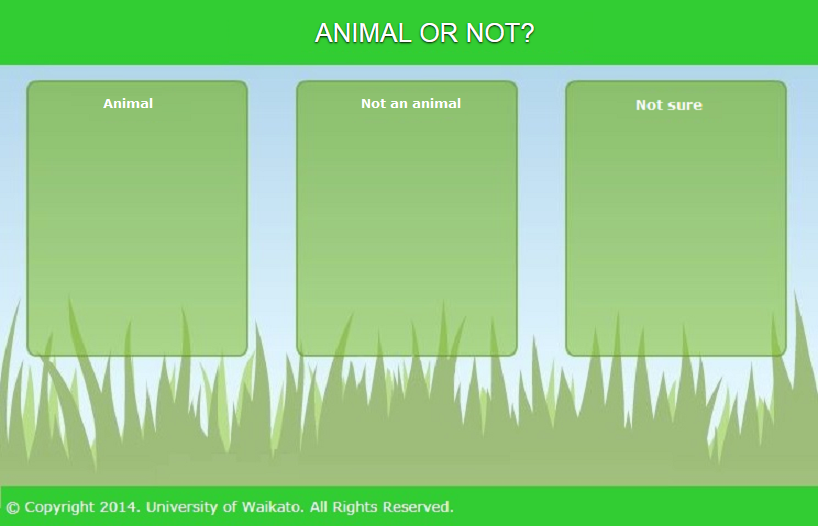 ANIMAL OR NOT?
Animal
Not an animal
Not sure
© Copyright 2014. University of Waikato. All Rights Reserved.